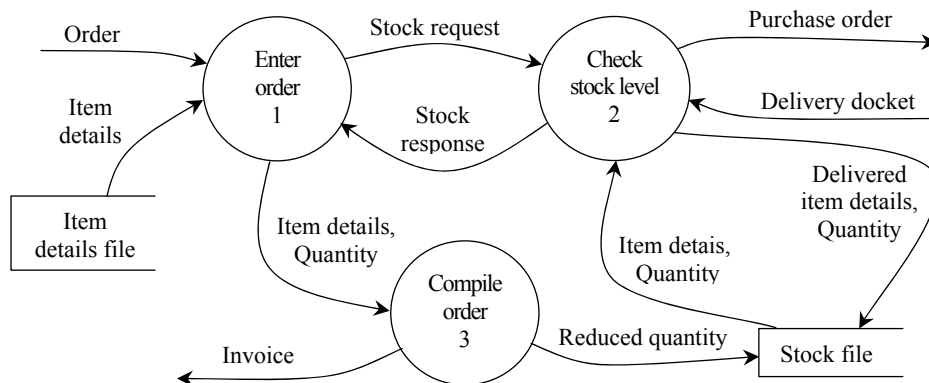 Order
Stock request
Purchase order
Enter
order
1
Check
stock level
2
Item
details
Stock
response
Delivery docket
Item
details file
Delivered
item details,
Quantity
Item details,
Quantity
Item detais,
Quantity
Compile
order
3
Invoice
Reduced quantity
Stock file